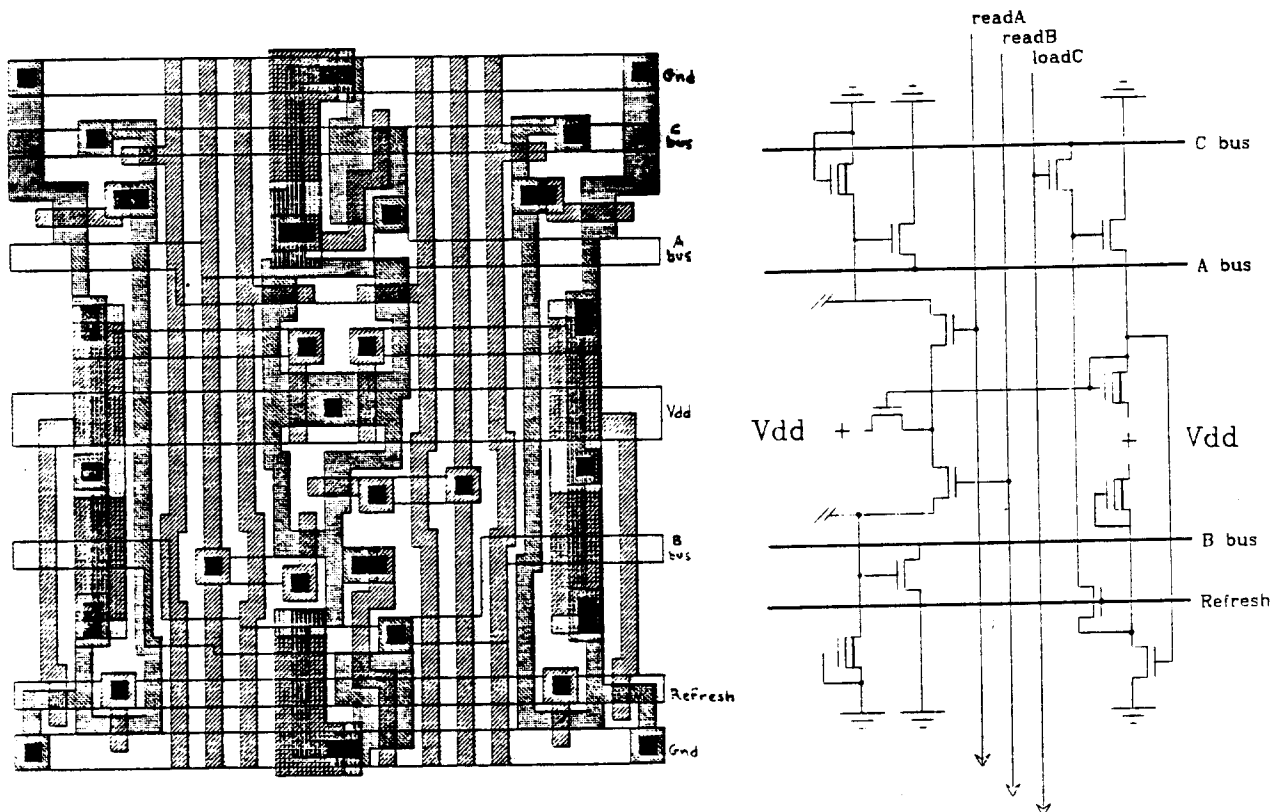 Gnd
C
bus
A
bus
Vdd
B
bus
Refresh
Gnd
readA
readB
loadC
C bus
A bus
Vdd +
+ Vdd
B bus
Refresh